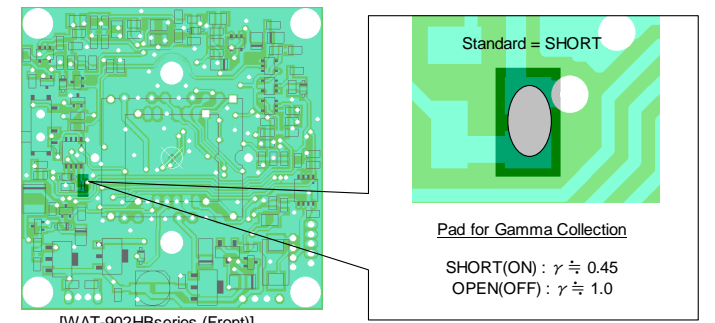 Standard = SHORT
Pad for Gamma Collection
SHORT(ON) : γ ≒ 0.45
OPEN(OFF) : γ ≒ 1.0
[WAT-902HBseries (Front)]